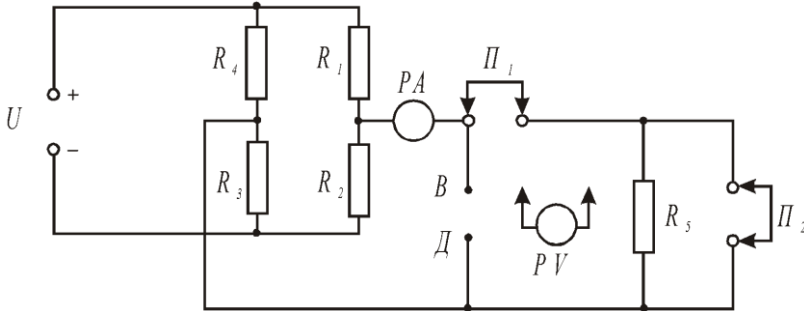 R₄
R₁
PA
П₁
+
U
−
R₃
R₂
В
Д
PV
R₅
П₂